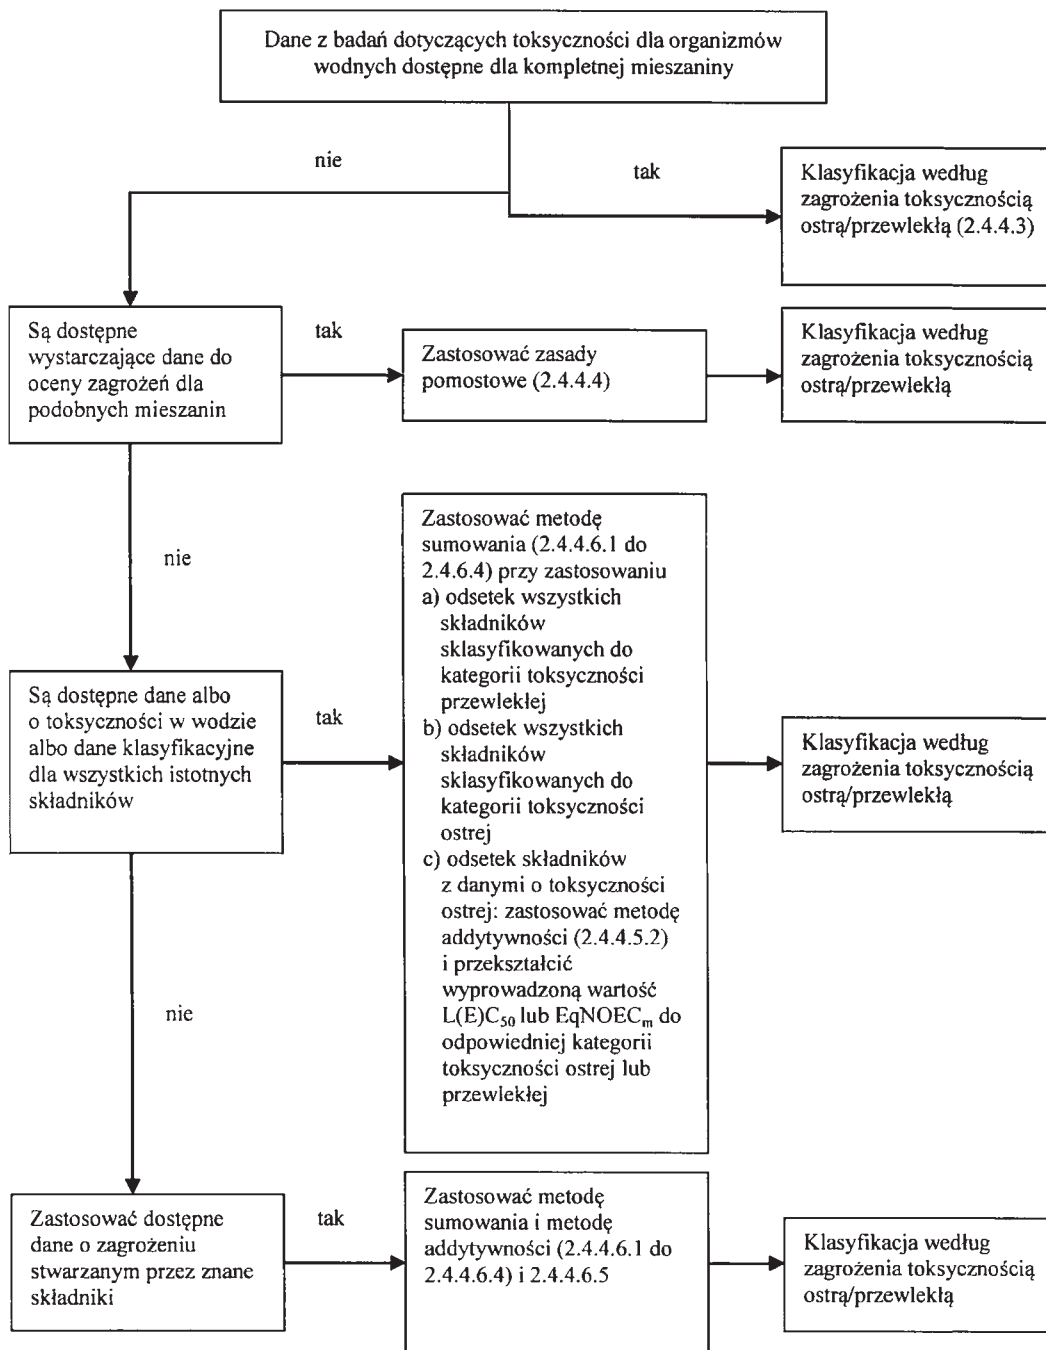 Dane z badań dotyczących toksyczności dla organizmów
wodnych dostępne dla kompletnej mieszaniny
nie
tak
Klasyfikacja według
zagrożenia toksycznością
ostrą/przewlekłą (2.4.4.3)
Są dostępne
wystarczające dane do
oceny zagrożeń dla
podobnych mieszanin
tak
Zastosować zasady
pomostowe (2.4.4.4)
Klasyfikacja według
zagrożenia toksycznością
ostrą/przewlekłą
nie
Są dostępne dane albo
o toksyczności w wodzie
albo dane klasyfikacyjne
dla wszystkich istotnych
składników
tak
Zastosować metodę
sumowania (2.4.4.6.1 do
2.4.6.4) przy zastosowaniu
a) odsetek wszystkich
składników
sklasyfikowanych do
kategorii toksyczności
przewlekłej
b) odsetek wszystkich
składników
sklasyfikowanych do
kategorii toksyczności
ostrej
c) odsetek składników
z danymi o toksyczności
ostrej: zastosować metodę
addytywności (2.4.4.5.2)
i przekształcić
wyprowadzoną wartość
L(E)C₅₀ lub EqNOECₘ do
odpowiedniej kategorii
toksyczności ostrej lub
przewlekłej
Klasyfikacja według
zagrożenia toksycznością
ostrą/przewlekłą
nie
Zastosować dostępne
dane o zagrożeniu
stwarzanym przez znane
składniki
tak
Zastosować metodę
sumowania i metodę
addytywności (2.4.4.6.1 do
2.4.4.6.4) i 2.4.4.6.5
Klasyfikacja według
zagrożenia toksycznością
ostrą/przewlekłą